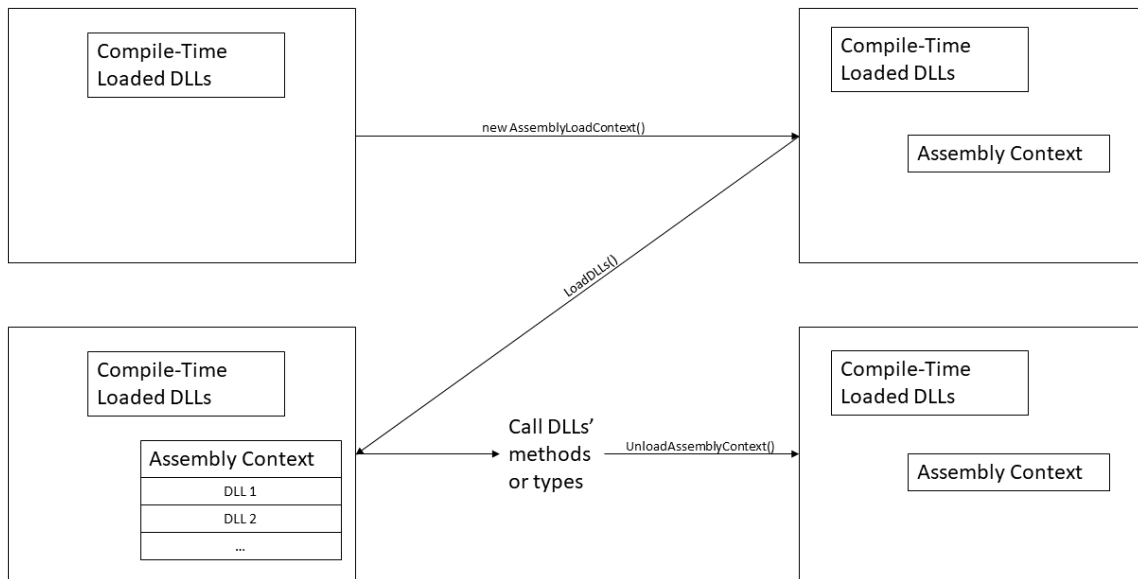 Compile-Time
Loaded DLLs
new AssemblyLoadContext()
Compile-Time
Loaded DLLs
Assembly Context
LoadDLLs()
Compile-Time
Loaded DLLs
Assembly Context
DLL 1
DLL 2
...
Call DLLs’
methods
or types
UnloadAssemblyContext()
Compile-Time
Loaded DLLs
Assembly Context